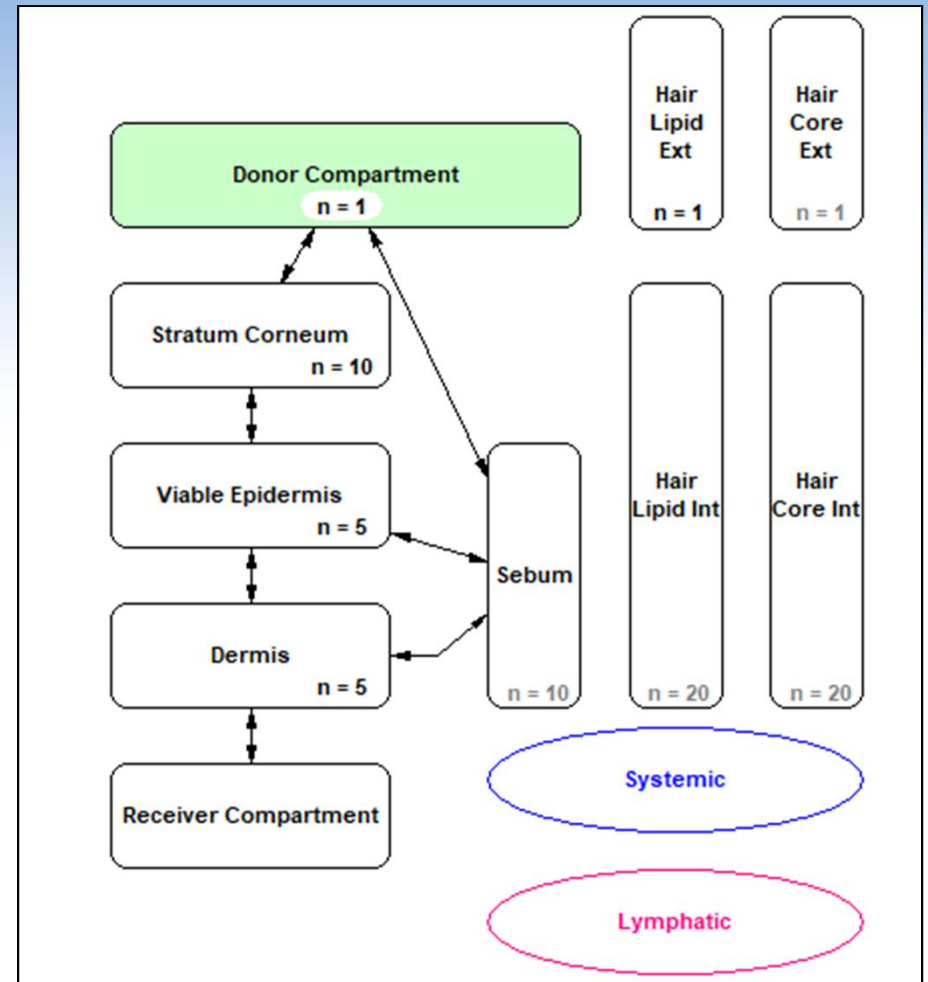 Donor Compartment
n = 1
Stratum Corneum
n = 10
Viable Epidermis
n = 5
Dermis
n = 5
Receiver Compartment
Sebum
n = 10
Hair
Lipid
Ext
n = 1
Hair
Core
Ext
n = 1
Hair
Lipid Int
n = 20
Hair
Core Int
n = 20
Systemic
Lymphatic